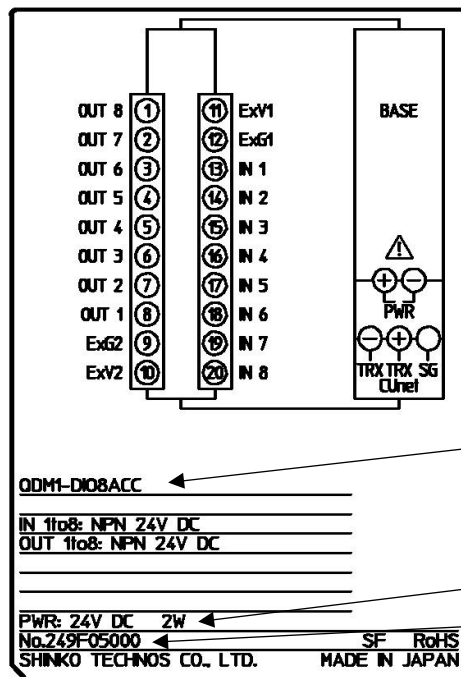 OUT 8 1 11 ExV1 BASE
OUT 7 2 12 ExG1
OUT 6 3 13 IN 1
OUT 5 4 14 IN 2
OUT 4 5 15 IN 3
OUT 3 6 16 IN 4
OUT 2 7 17 IN 5
OUT 1 8 18 IN 6
ExG2 9 19 IN 7
ExV2 10 20 IN 8
+ −
PWR
− +
TRX TRX SG
CUnet
QDM1-DIO8ACC
IN 1to8: NPN 24V DC
OUT 1to8: NPN 24V DC
PWR: 24V DC 2W
No.249F05000 SF RoHS
SHINKO TECHNOS CO., LTD. MADE IN JAPAN